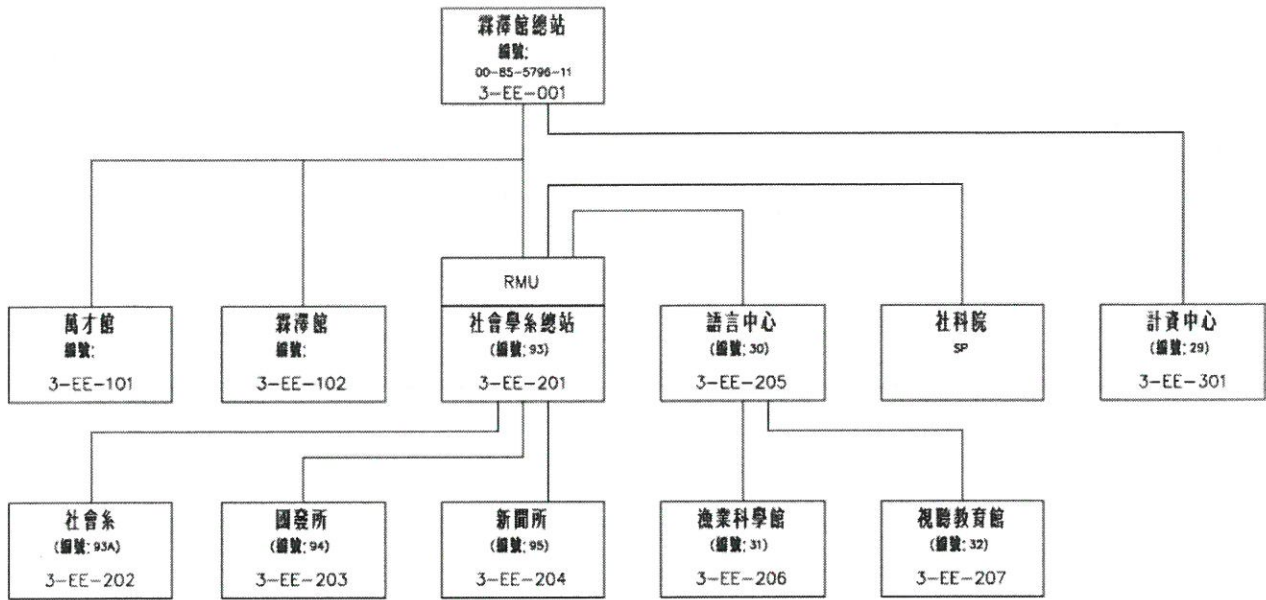 霖澤館總站
編號:
00-85-5796-11
3-EE-001
RMU
萬才館
編號:
3-EE-101
霖澤館
編號:
3-EE-102
社會學系總站
(編號: 93)
3-EE-201
語言中心
(編號: 30)
3-EE-205
社科院
SP
計資中心
(編號: 29)
3-EE-301
社會系
(編號: 93A)
3-EE-202
國發所
(編號: 94)
3-EE-203
新聞所
(編號: 95)
3-EE-204
漁業科學館
(編號: 31)
3-EE-206
視聽教育館
(編號: 32)
3-EE-207